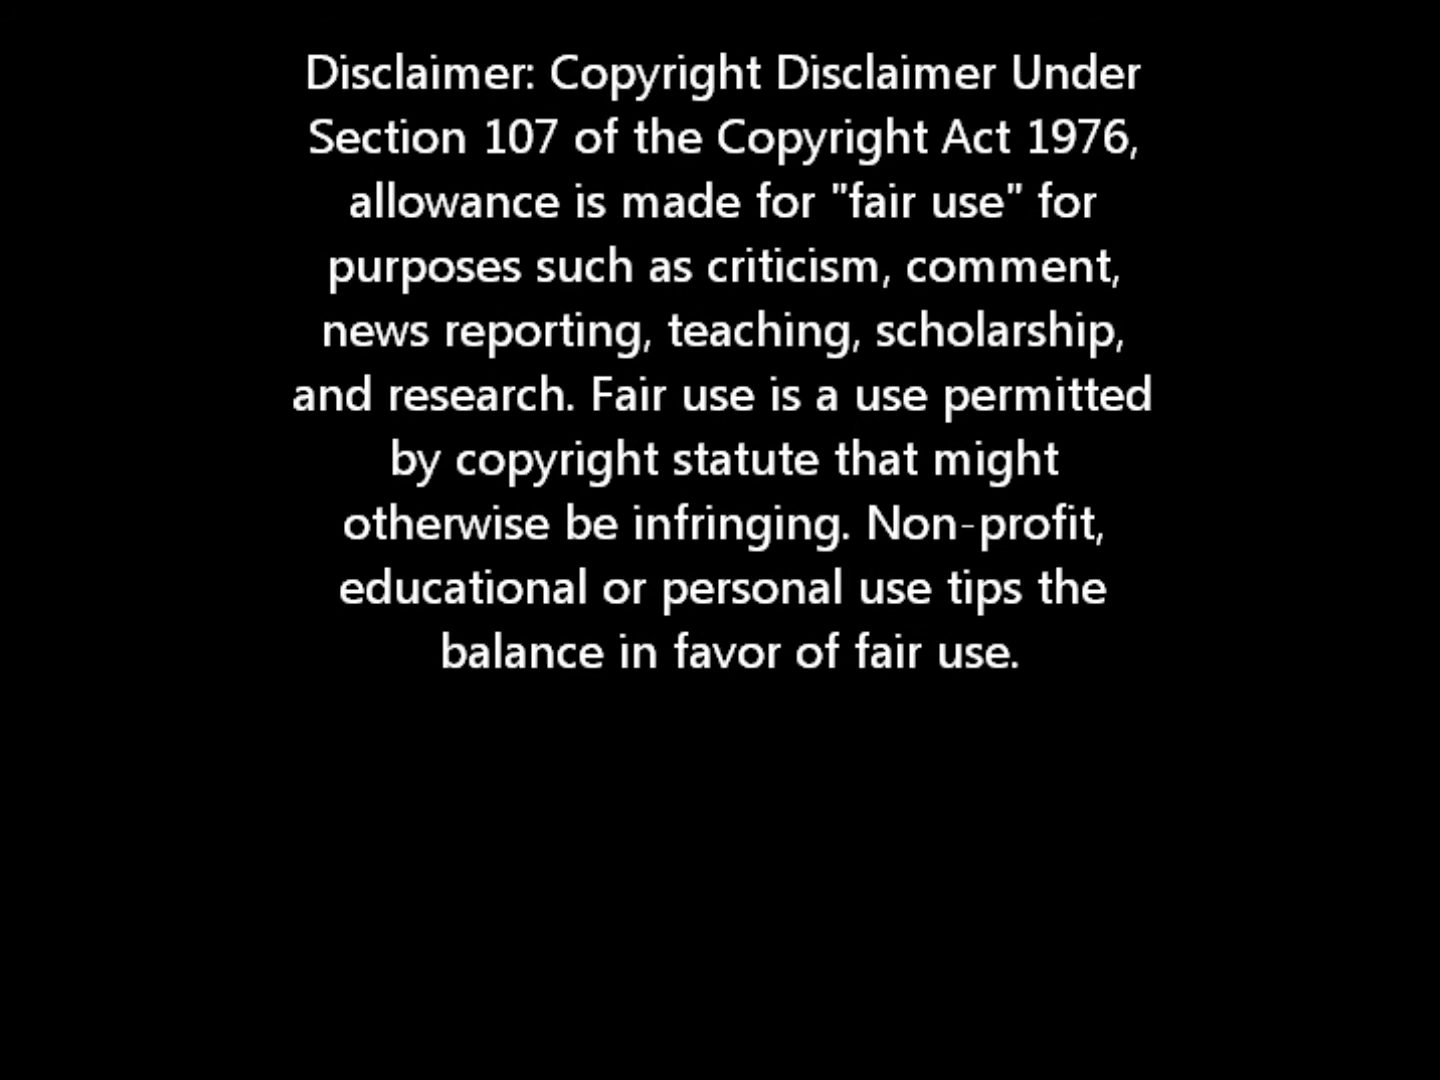 Disclaimer: Copyright Disclaimer Under
Section 107 of the Copyright Act 1976,
allowance is made for "fair use" for
purposes such as criticism, comment,
news reporting, teaching, scholarship,
and research. Fair use is a use permitted
by copyright statute that might
otherwise be infringing. Non-profit,
educational or personal use tips the
balance in favor of fair use.